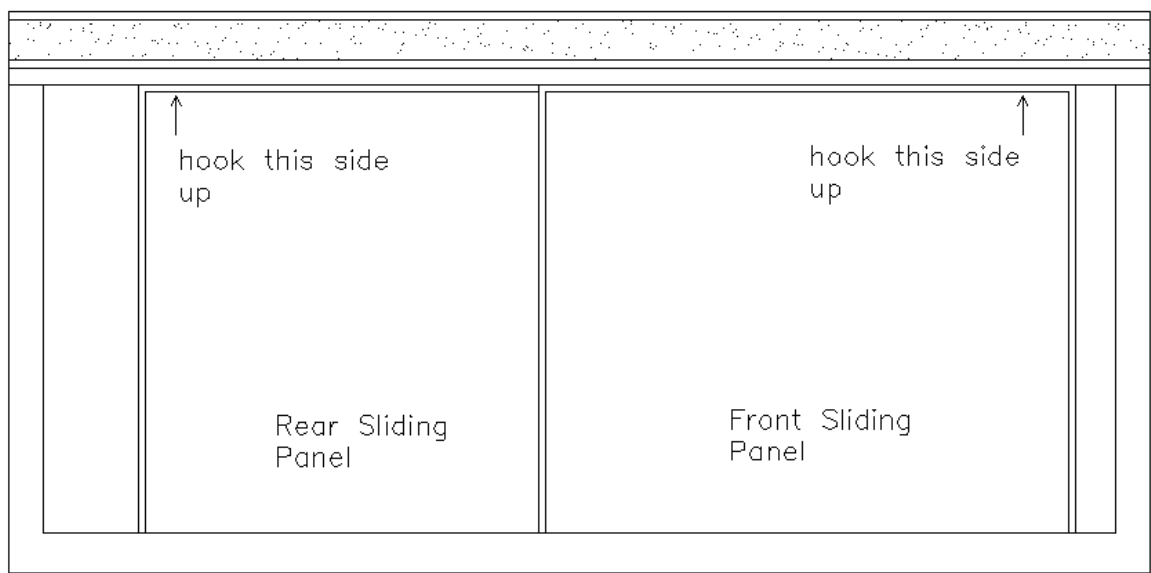 hook this side
up
hook this side
up
Rear Sliding
Panel
Front Sliding
Panel